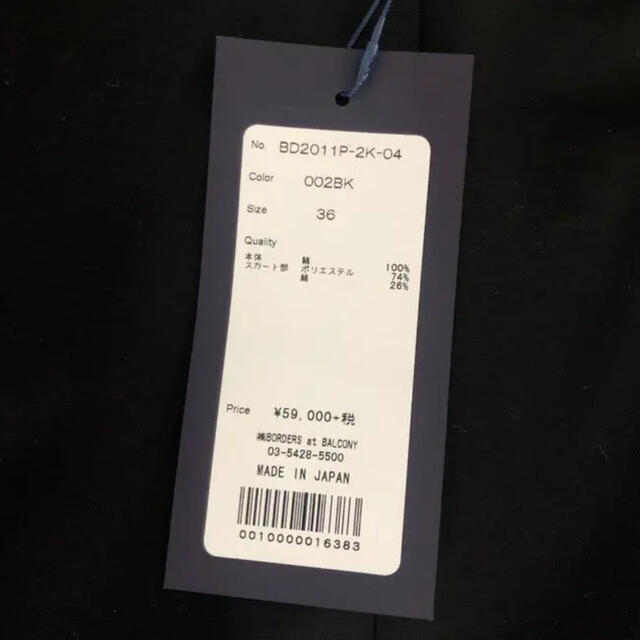 No. BD2011P-2K-04
Color 002BK
Size 36
Quality
本体 絹 100%
スカート部 ポリエステル 74%
絹 26%
Price ¥59,000+税
㈱BORDERS at BALCONY
03-5428-5500
MADE IN JAPAN
0010000016383